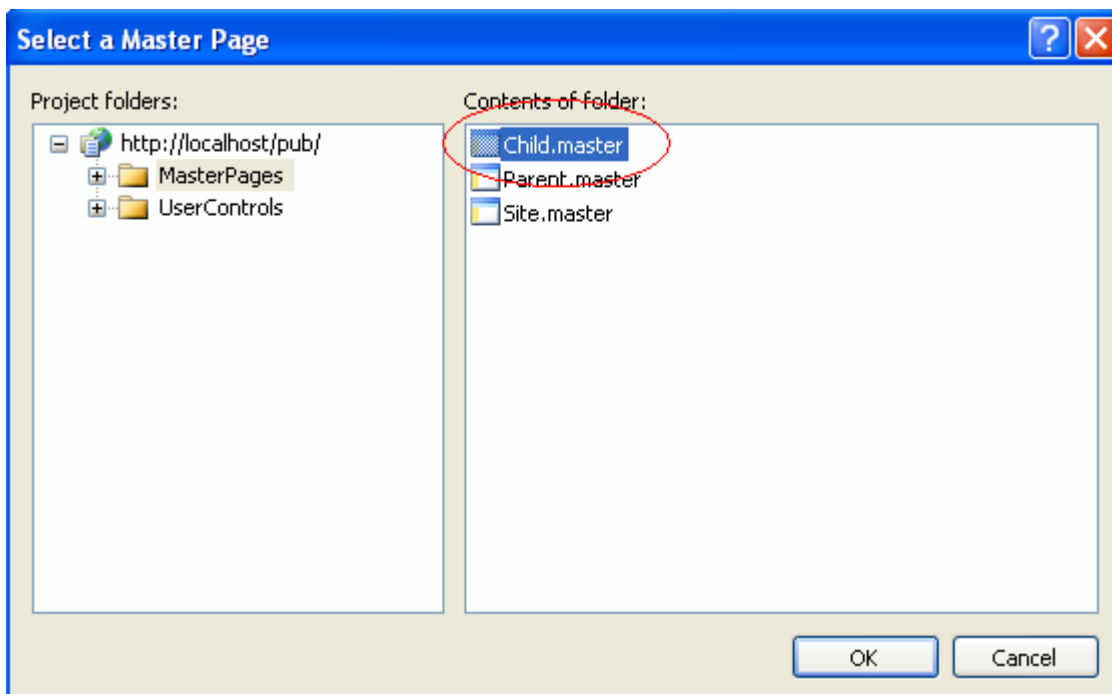 Select a Master Page
Project folders:
Contents of folder:
http://localhost/pub/
MasterPages
UserControls
Child.master
Parent.master
Site.master
OK
Cancel